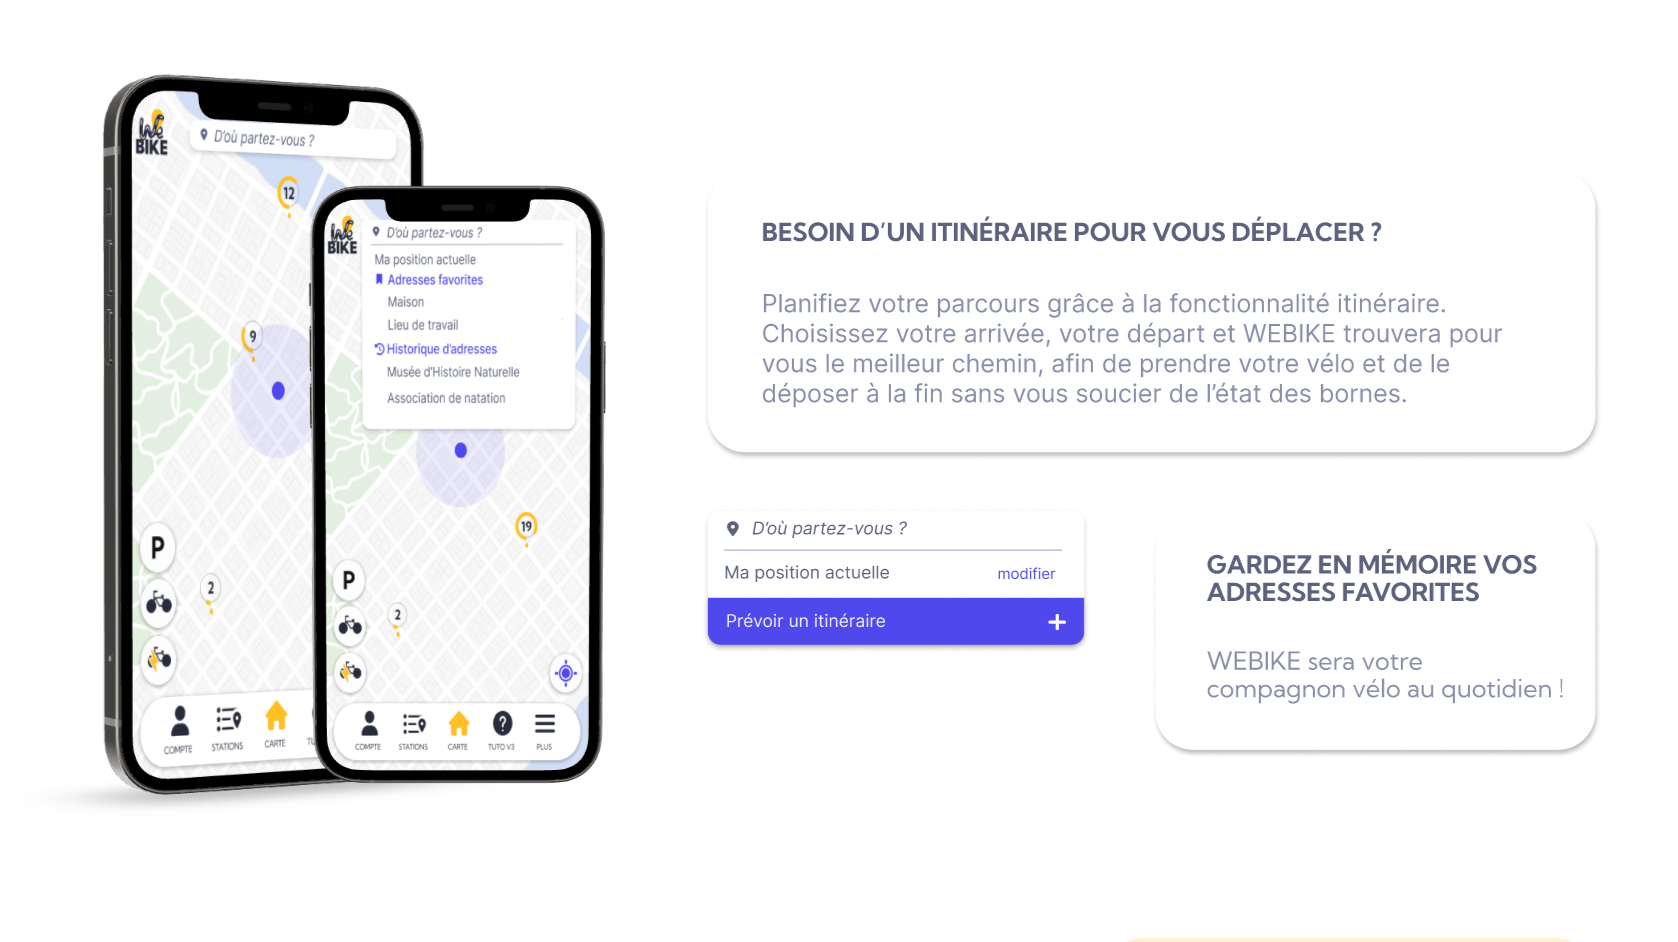 We
BIKE
D'où partez-vous ?
12
9
P
2
COMPTE
STATIONS
CARTE
We
BIKE
D'où partez-vous ?
Ma position actuelle
Adresses favorites
Maison
Lieu de travail
Historique d'adresses
Musée d'Histoire Naturelle
Association de natation
19
P
2
COMPTE
STATIONS
CARTE
TUTO V3
PLUS
BESOIN D'UN ITINÉRAIRE POUR VOUS DÉPLACER ?
Planifiez votre parcours grâce à la fonctionnalité itinéraire.
Choisissez votre arrivée, votre départ et WEBIKE trouvera pour
vous le meilleur chemin, afin de prendre votre vélo et de le
déposer à la fin sans vous soucier de l'état des bornes.
D'où partez-vous ?
Ma position actuelle modifier
Prévoir un itinéraire +
GARDEZ EN MÉMOIRE VOS
ADRESSES FAVORITES
WEBIKE sera votre
compagnon vélo au quotidien !